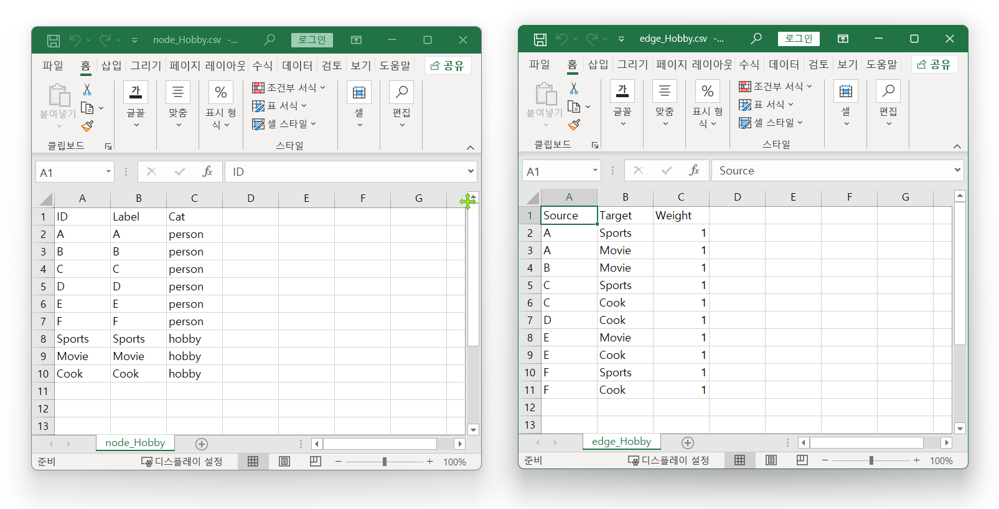 node_Hobby.csv -...
로그인
파일 홈 삽입 그리기 페이지 레이아웃 수식 데이터 검토 보기 도움말 공유
붙여넣기
클립보드
가
글꼴
맞춤
%
표시 형
식
조건부 서식
표 서식
셀 스타일
스타일
셀
편집
A1 fx ID
A B C D E F G
1 ID Label Cat
2 A A person
3 B B person
4 C C person
5 D D person
6 E E person
7 F F person
8 Sports Sports hobby
9 Movie Movie hobby
10 Cook Cook hobby
11
12
13
node_Hobby
준비 디스플레이 설정 100%
edge_Hobby.csv -...
로그인
파일 홈 삽입 그리기 페이지 레이아웃 수식 데이터 검토 보기 도움말 공유
붙여넣기
클립보드
가
글꼴
맞춤
%
표시 형
식
조건부 서식
표 서식
셀 스타일
스타일
셀
편집
A1 fx Source
A B C D E F G
1 Source Target Weight
2 A Sports 1
3 A Movie 1
4 B Movie 1
5 C Sports 1
6 C Cook 1
7 D Cook 1
8 E Movie 1
9 E Cook 1
10 F Sports 1
11 F Cook 1
12
13
edge_Hobby
준비 디스플레이 설정 100%